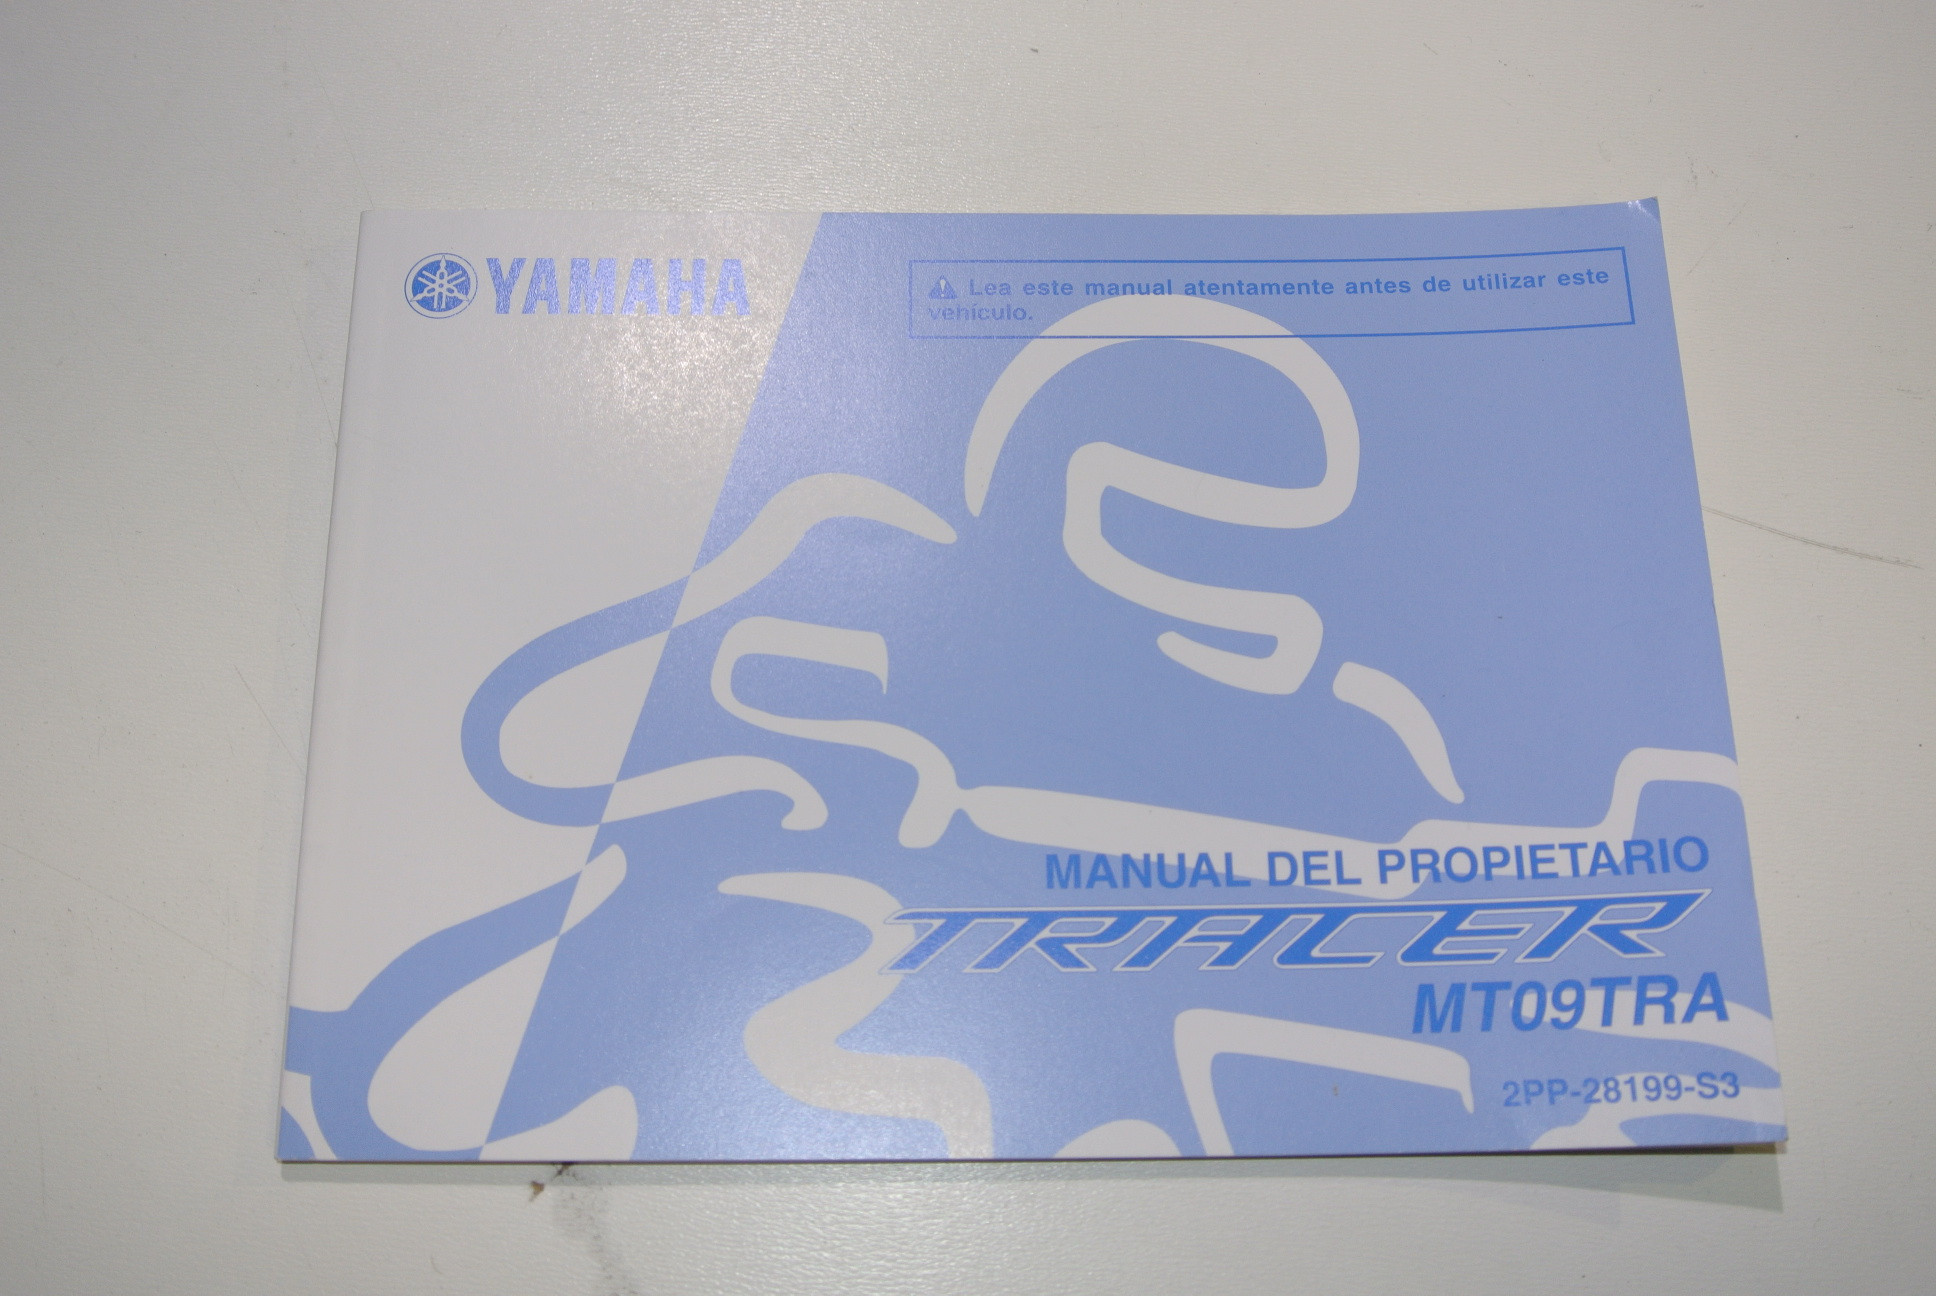 YAMAHA
Lea este manual atentamente antes de utilizar este
vehículo.
MANUAL DEL PROPIETARIO
TRACER
MT09TRA
2PP-28199-S3